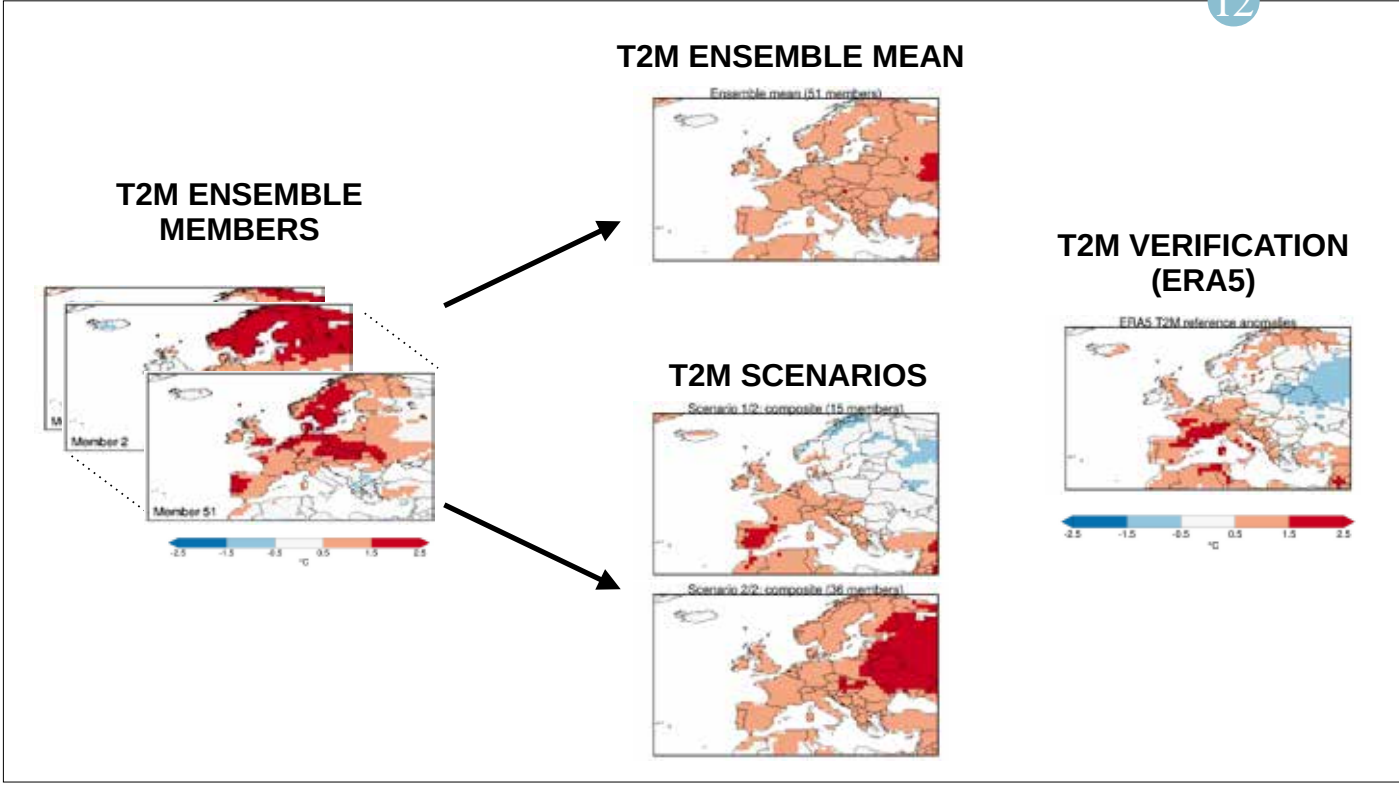 12
T2M ENSEMBLE MEAN
Ensemble mean (51 members)
T2M ENSEMBLE
MEMBERS
M
Member 2
Member 51
-2.5 -1.5 -0.5 0.5 1.5 2.5
°C
T2M SCENARIOS
Scenario 1/2: composite (15 members)
Scenario 2/2: composite (36 members)
T2M VERIFICATION
(ERA5)
ERA5 T2M reference anomalies
-2.5 -1.5 -0.5 0.5 1.5 2.5
°C